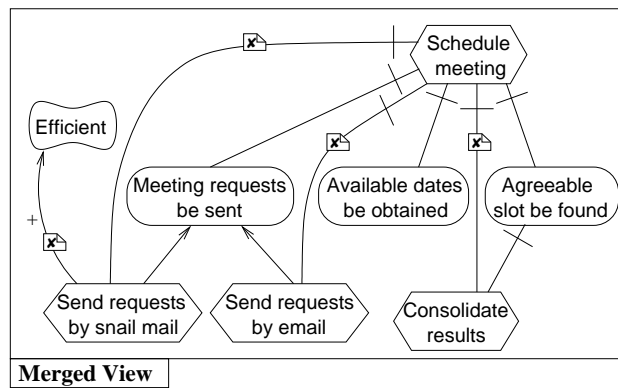 Schedule
meeting
Efficient
Meeting requests
be sent
Available dates
be obtained
Agreeable
slot be found
+
Send requests
by snail mail
Send requests
by email
Consolidate
results
Merged View